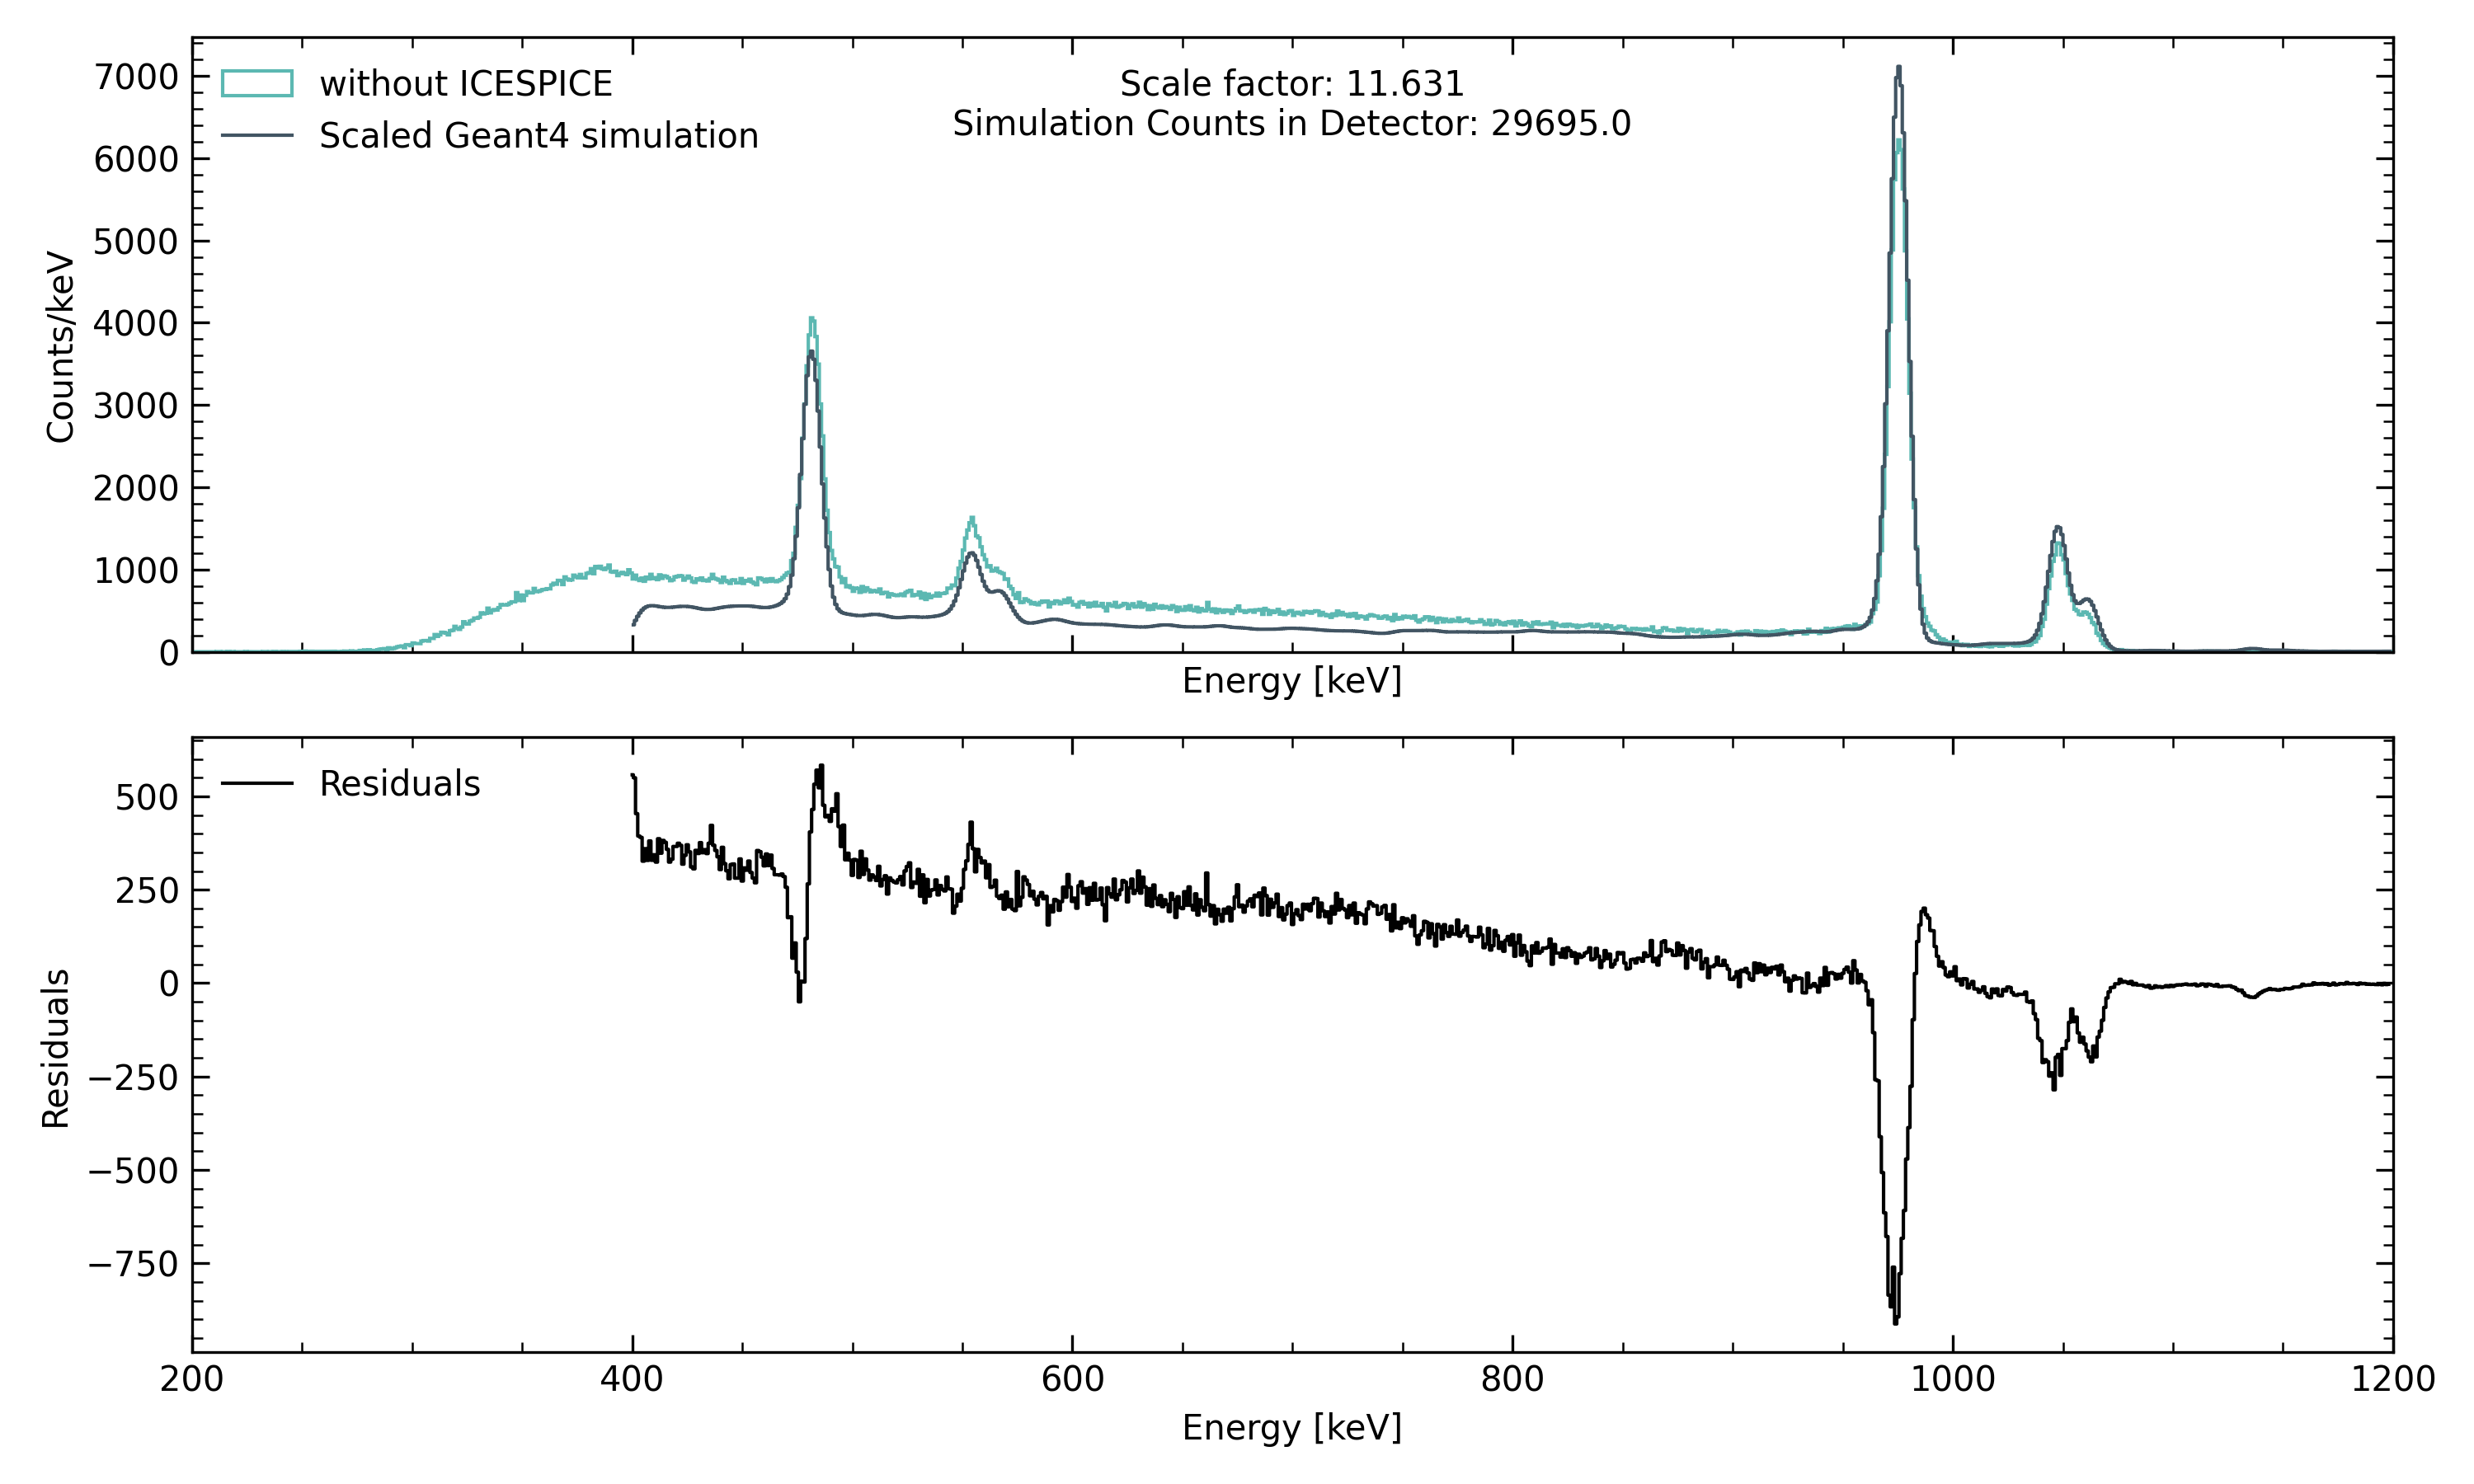 without ICESPICE
Scaled Geant4 simulation
Scale factor: 11.631
Simulation Counts in Detector: 29695.0
Counts/keV
7000
6000
5000
4000
3000
2000
1000
0
Energy [keV]
Residuals
Residuals
500
250
0
−250
−500
−750
200
400
600
800
1000
1200
Energy [keV]